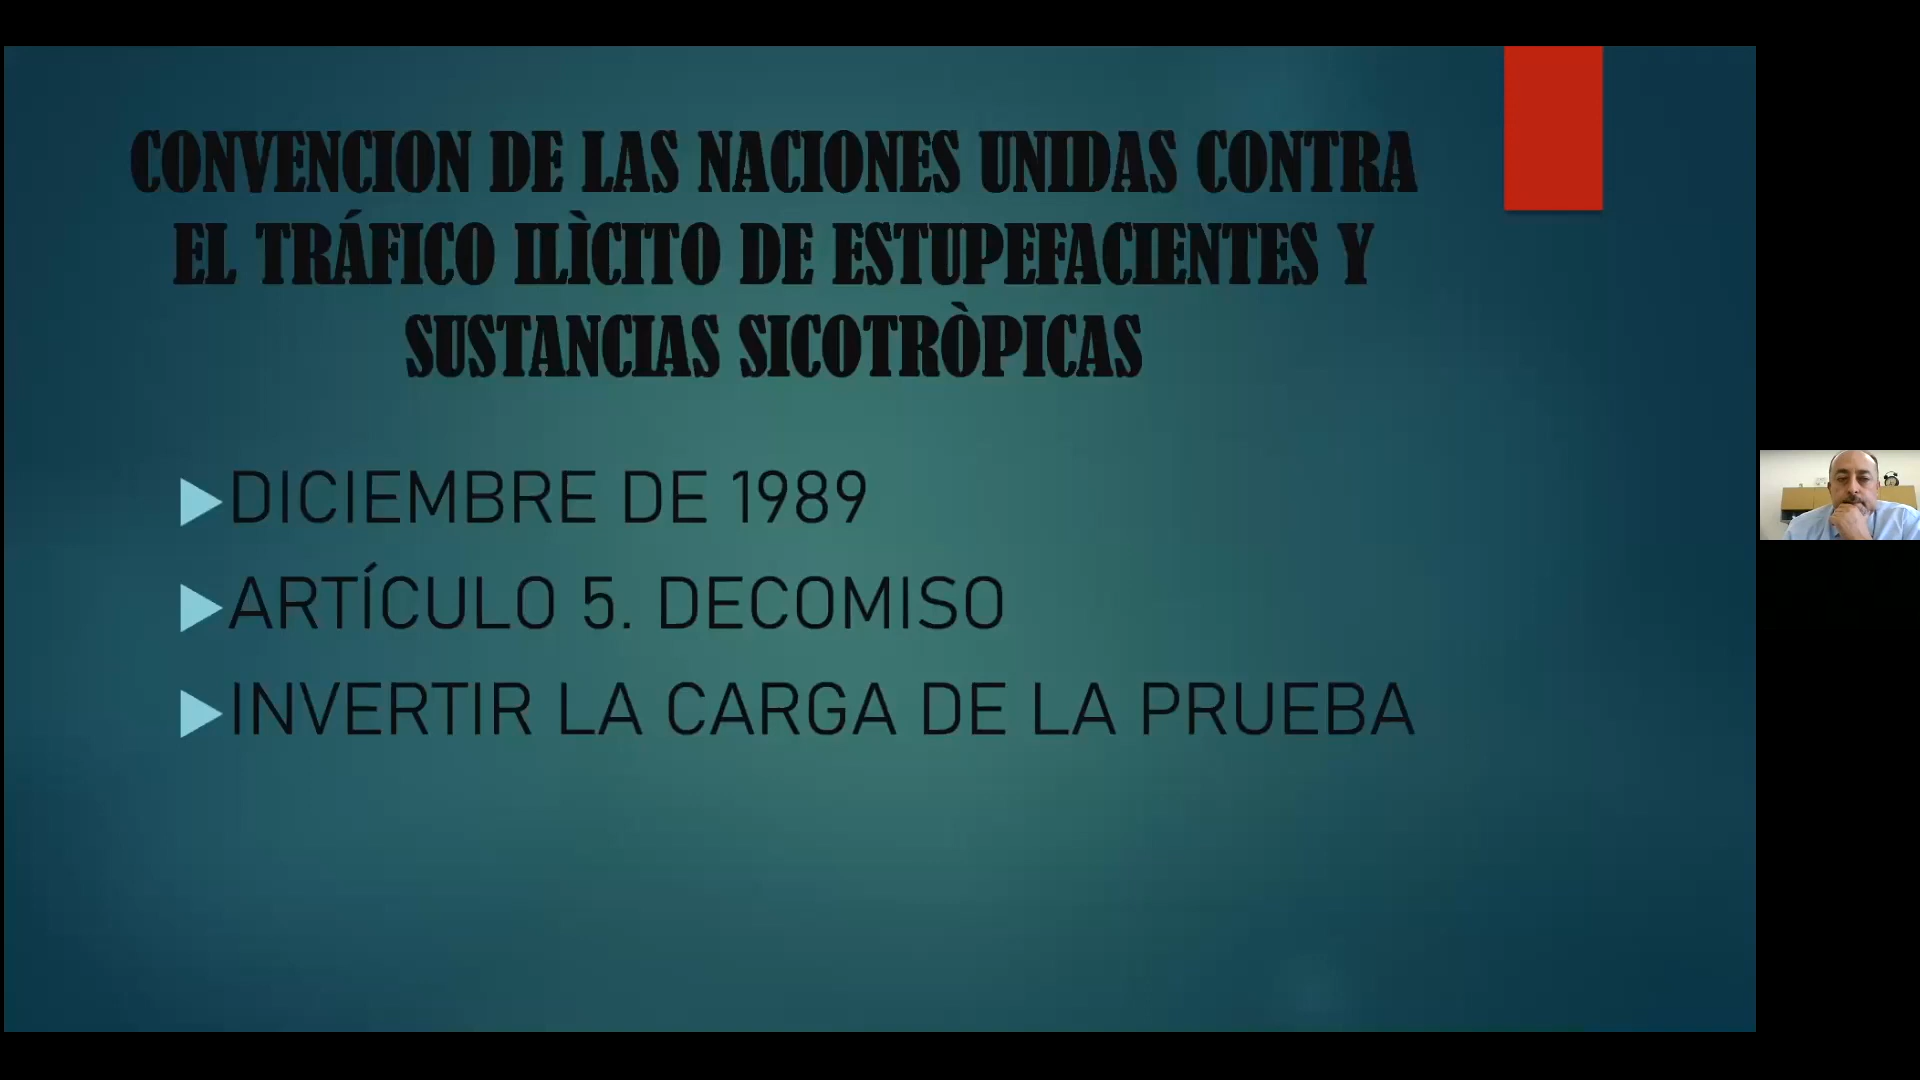 CONVENCION DE LAS NACIONES UNIDAS CONTRA
EL TRÁFICO ILÌCITO DE ESTUPEFACIENTES Y
SUSTANCIAS SICOTRÒPICAS
DICIEMBRE DE 1989
ARTÍCULO 5. DECOMISO
INVERTIR LA CARGA DE LA PRUEBA